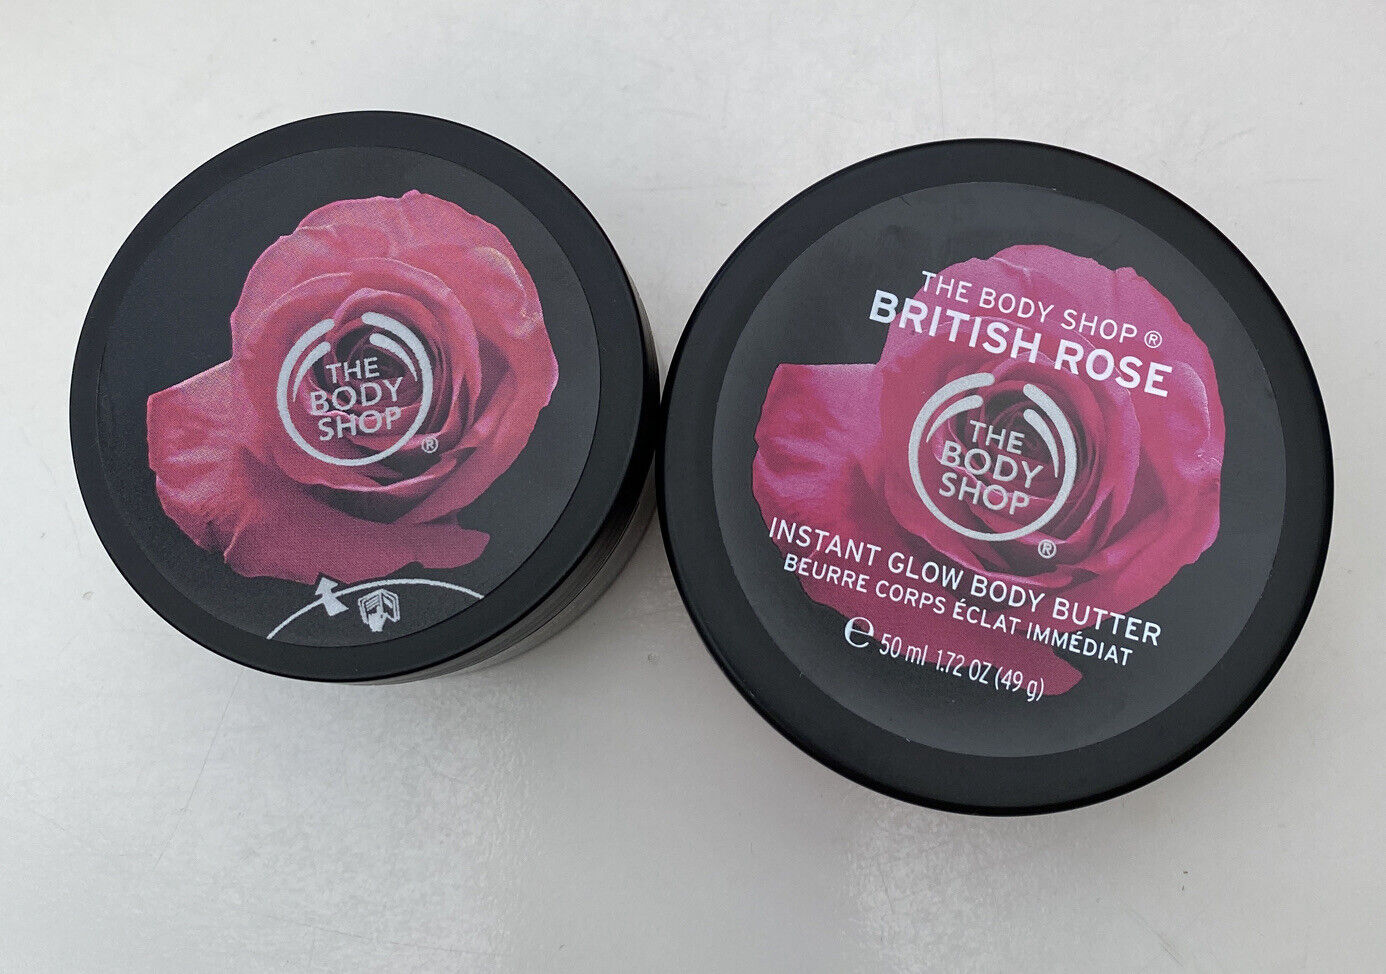 THE
BODY
SHOP
®
THE BODY SHOP ®
BRITISH ROSE
THE
BODY
SHOP
®
INSTANT GLOW BODY BUTTER
BEURRE CORPS ÉCLAT IMMÉDIAT
℮ 50 ml 1.72 OZ (49 g)